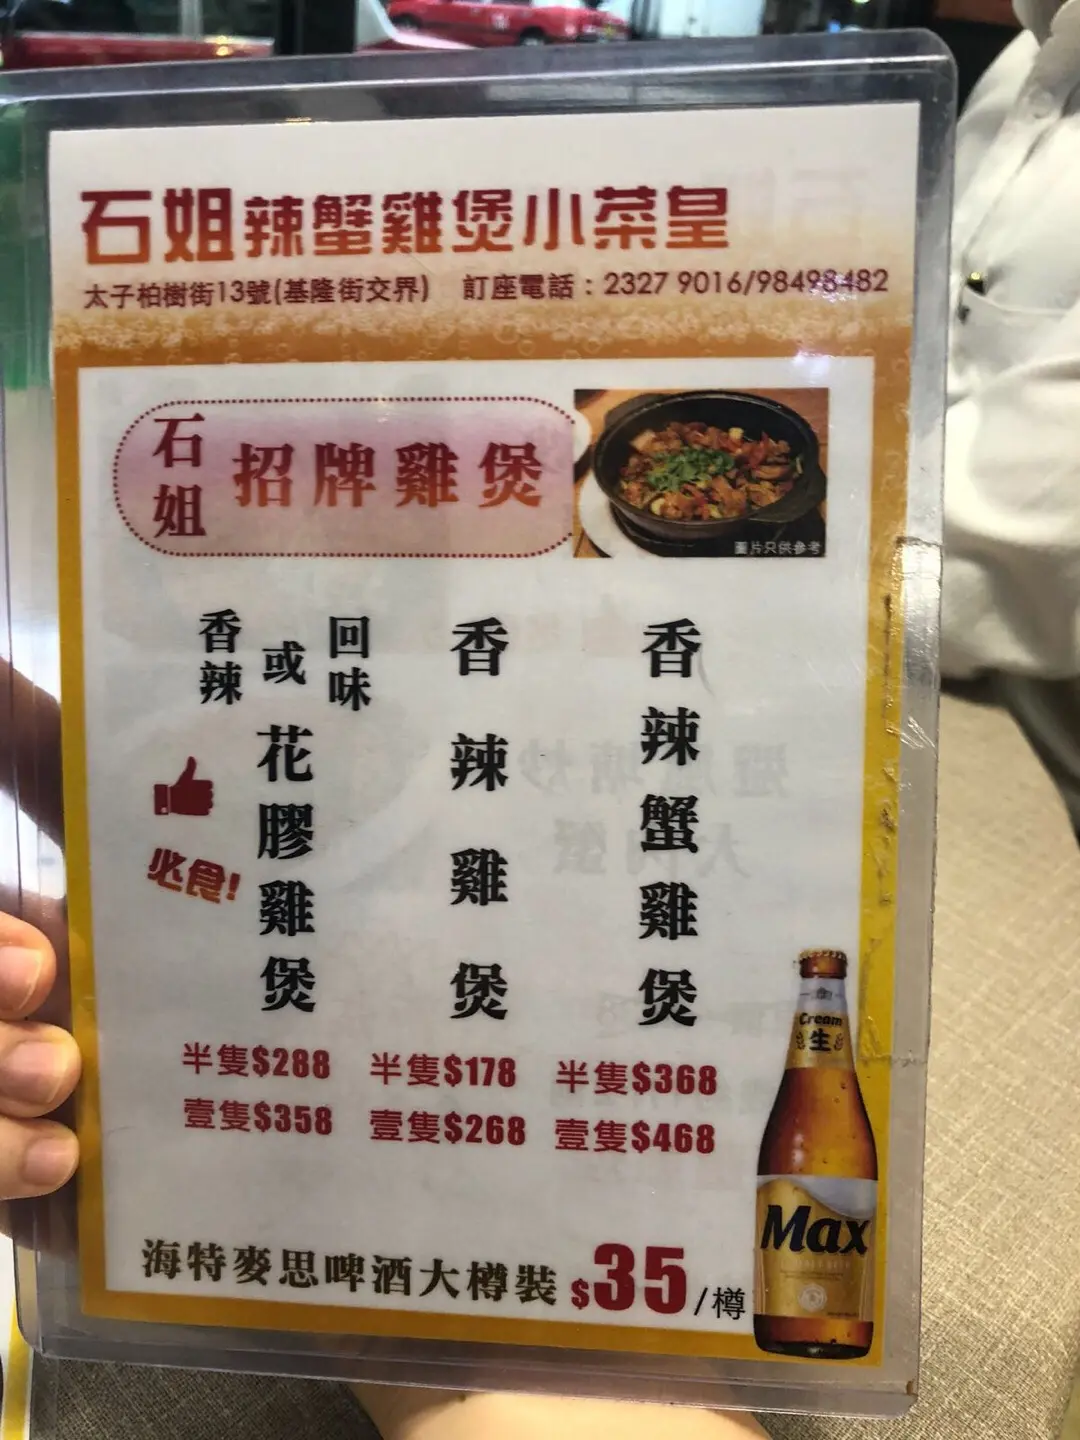 石姐辣蟹雞煲小菜皇
太子柏樹街13號(基隆街交界) 訂座電話：2327 9016/98498482
石姐
招牌雞煲
圖片只供參考
香辣蟹雞煲
半隻$368
壹隻$468
香辣雞煲
半隻$178
壹隻$268
回味
或
香辣
花膠雞煲
必食!
半隻$288
壹隻$358
海特麥思啤酒大樽裝 $35/樽
Cream
生
Max